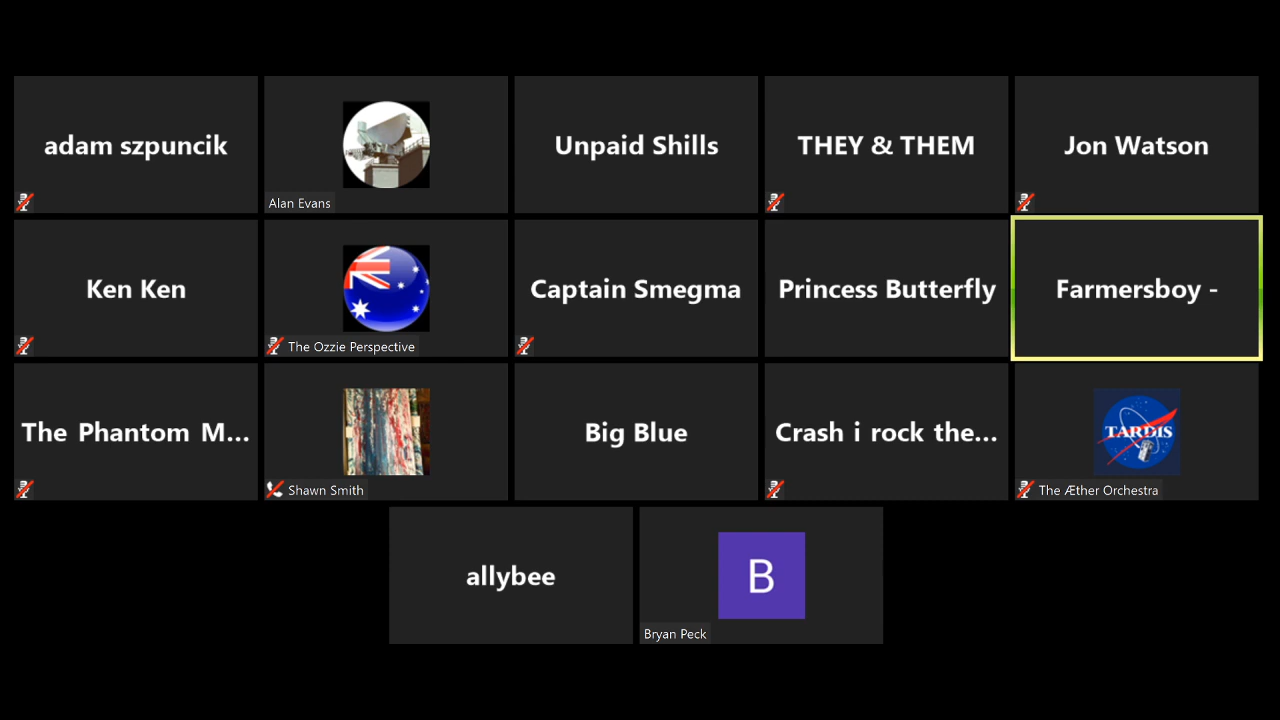 adam szpuncik
Alan Evans
Unpaid Shills
THEY & THEM
Jon Watson
Ken Ken
The Ozzie Perspective
Captain Smegma
Princess Butterfly
Farmersboy -
The Phantom M...
Shawn Smith
Big Blue
Crash i rock the...
TARDIS
The Æther Orchestra
allybee
B
Bryan Peck